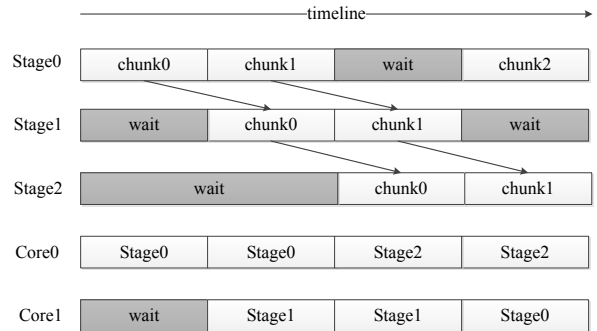 timeline
Stage0 chunk0 chunk1 wait chunk2
Stage1 wait chunk0 chunk1 wait
Stage2 wait chunk0 chunk1
Core0 Stage0 Stage0 Stage2 Stage2
Core1 wait Stage1 Stage1 Stage0